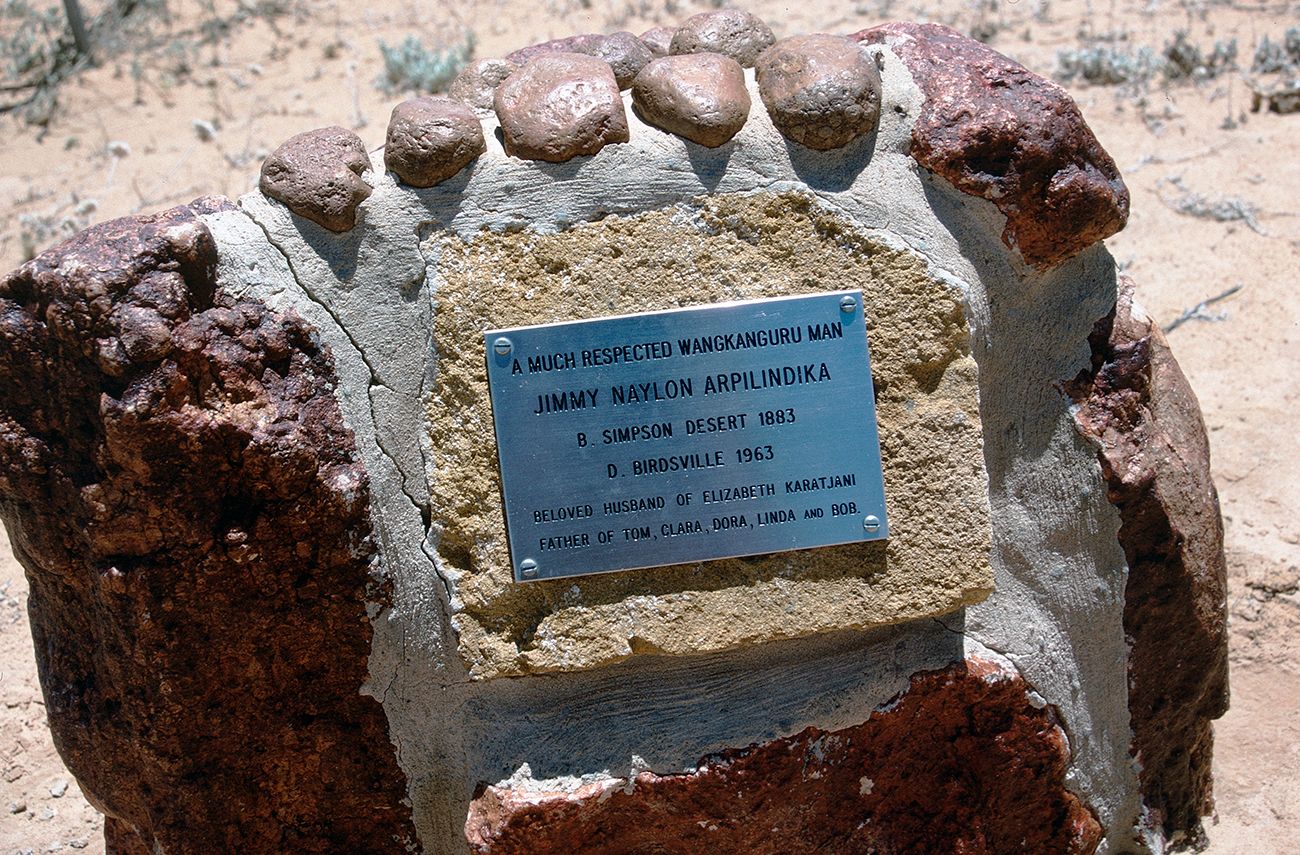 A MUCH RESPECTED WANGKANGURU MAN
JIMMY NAYLON ARPILINDIKA
B. SIMPSON DESERT 1883
D. BIRDSVILLE 1963
BELOVED HUSBAND OF ELIZABETH KARATJANI
FATHER OF TOM, CLARA, DORA, LINDA AND BOB.